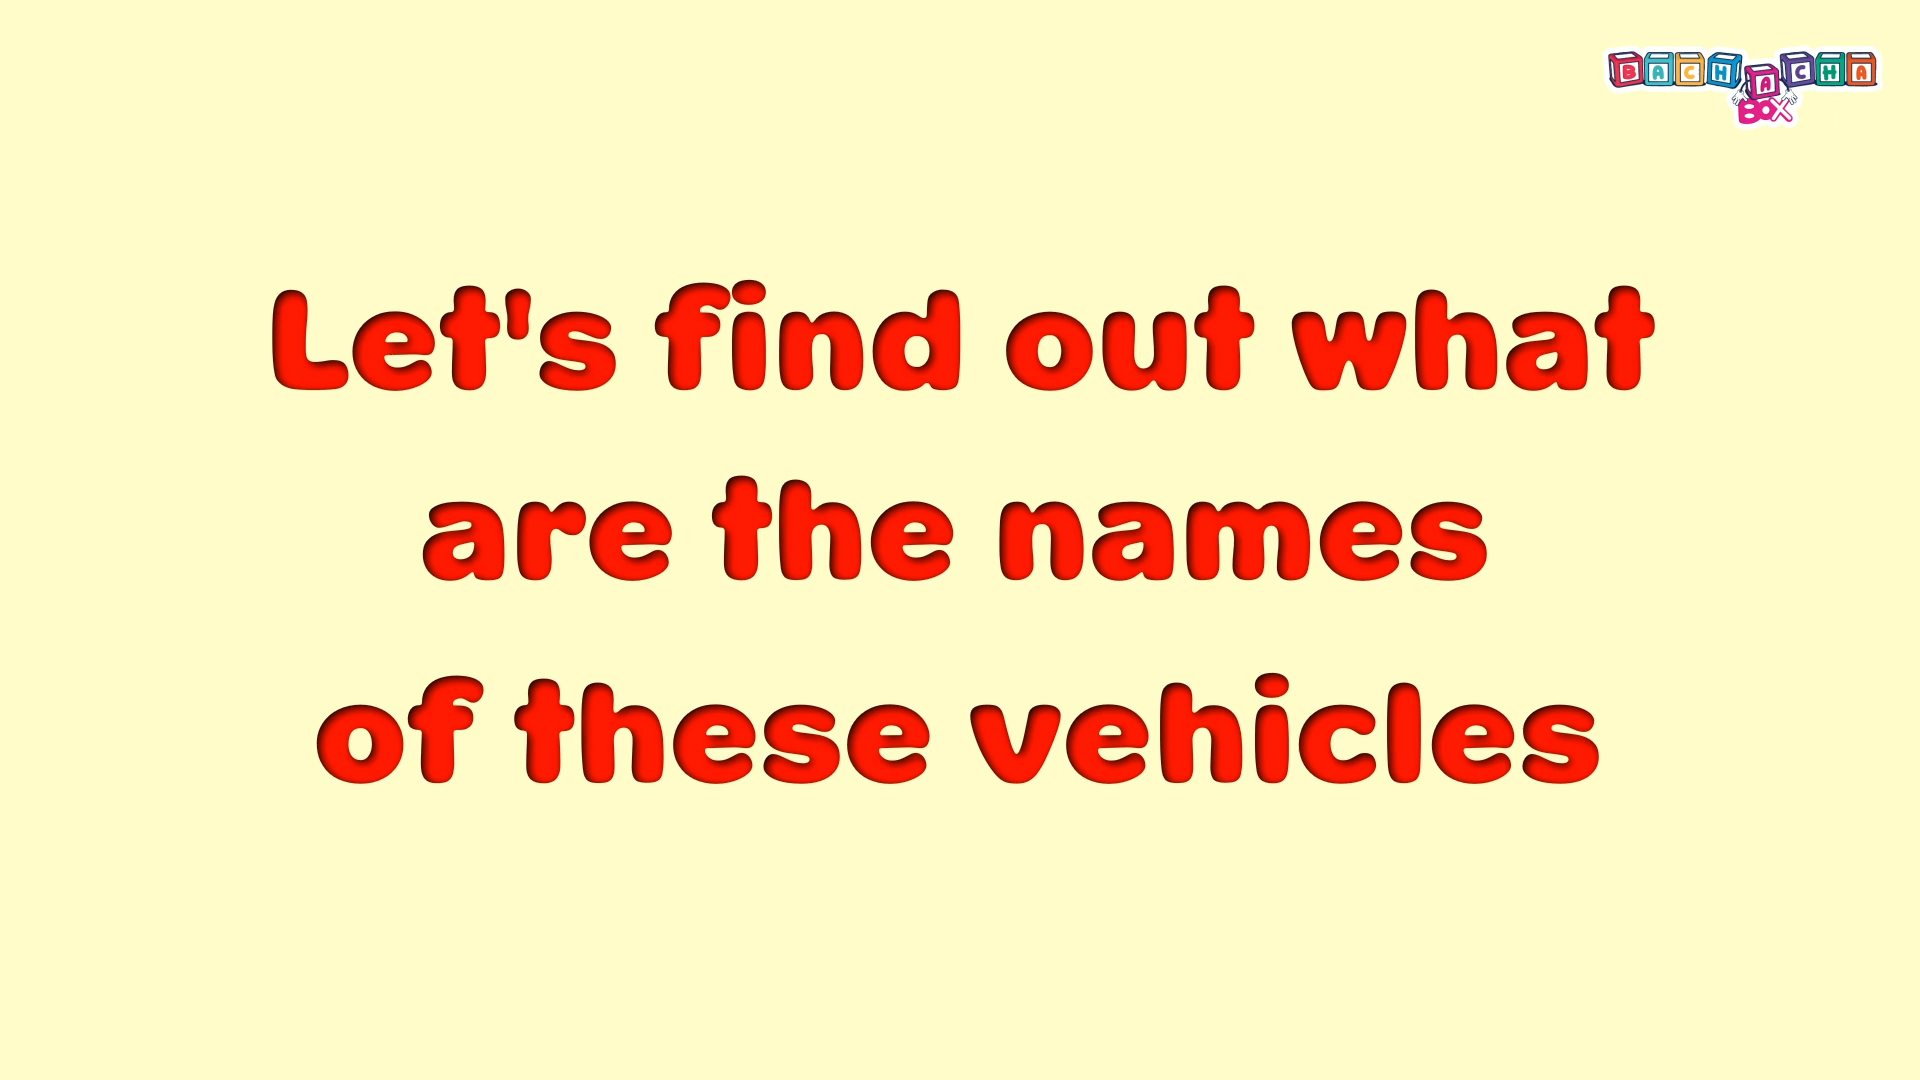 BACHACHA
BOX
Let's find out what
are the names
of these vehicles